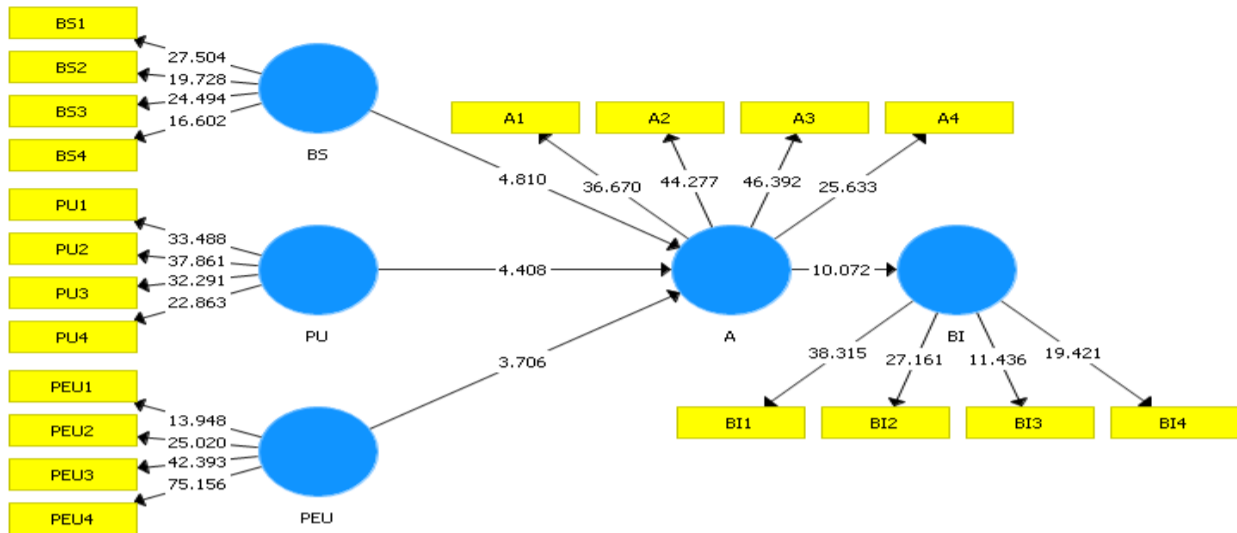 BS1
BS2
BS3
BS4
27.504
19.728
24.494
16.602
BS
PU1
PU2
PU3
PU4
33.488
37.861
32.291
22.863
PU
PEU1
PEU2
PEU3
PEU4
13.948
25.020
42.393
75.156
PEU
4.810
4.408
3.706
A1 A2 A3 A4
36.670 44.277 46.392 25.633
A
10.072
BI
38.315 27.161 11.436 19.421
BI1 BI2 BI3 BI4